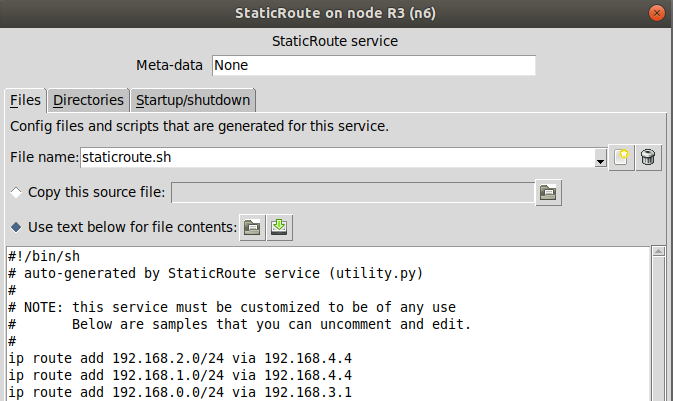 StaticRoute on node R3 (n6)
StaticRoute service
Meta-data None
Files Directories Startup/shutdown
Config files and scripts that are generated for this service.
File name: staticroute.sh
Copy this source file:
Use text below for file contents:
#!/bin/sh
# auto-generated by StaticRoute service (utility.py)
#
# NOTE: this service must be customized to be of any use
#       Below are samples that you can uncomment and edit.
#
ip route add 192.168.2.0/24 via 192.168.4.4
ip route add 192.168.1.0/24 via 192.168.4.4
ip route add 192.168.0.0/24 via 192.168.3.1